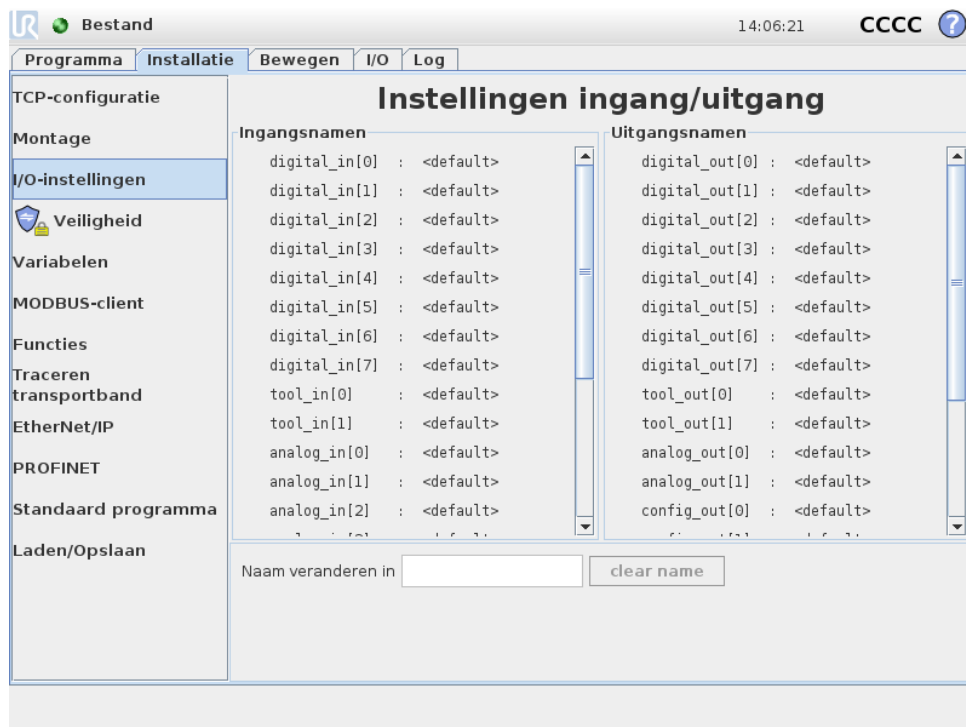 UR Bestand 14:06:21 CCCC ?
Programma Installatie Bewegen I/O Log
TCP-configuratie
Montage
I/O-instellingen
Veiligheid
Variabelen
MODBUS-client
Functies
Traceren
transportband
EtherNet/IP
PROFINET
Standaard programma
Laden/Opslaan
Instellingen ingang/uitgang
Ingangsnamen
digital_in[0] : <default>
digital_in[1] : <default>
digital_in[2] : <default>
digital_in[3] : <default>
digital_in[4] : <default>
digital_in[5] : <default>
digital_in[6] : <default>
digital_in[7] : <default>
tool_in[0] : <default>
tool_in[1] : <default>
analog_in[0] : <default>
analog_in[1] : <default>
analog_in[2] : <default>
Uitgangsnamen
digital_out[0] : <default>
digital_out[1] : <default>
digital_out[2] : <default>
digital_out[3] : <default>
digital_out[4] : <default>
digital_out[5] : <default>
digital_out[6] : <default>
digital_out[7] : <default>
tool_out[0] : <default>
tool_out[1] : <default>
analog_out[0] : <default>
analog_out[1] : <default>
config_out[0] : <default>
Naam veranderen in
clear name